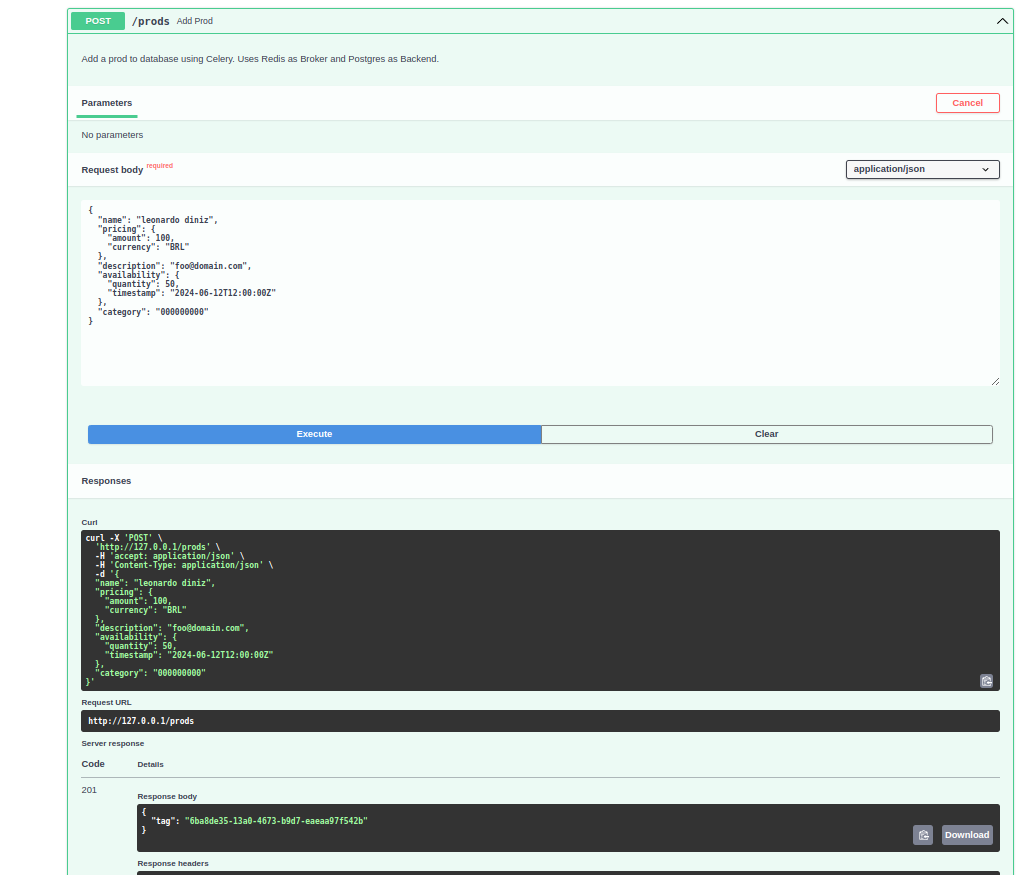 POST /prods Add Prod
Add a prod to database using Celery. Uses Redis as Broker and Postgres as Backend.
Parameters
Cancel
No parameters
Request body required
application/json
{
  "name": "leonardo diniz",
  "pricing": {
    "amount": 100,
    "currency": "BRL"
  },
  "description": "foo@domain.com",
  "availability": {
    "quantity": 50,
    "timestamp": "2024-06-12T12:00:00Z"
  },
  "category": "000000000"
}
Execute
Clear
Responses
Curl
curl -X 'POST' \
  'http://127.0.0.1/prods' \
  -H 'accept: application/json' \
  -H 'Content-Type: application/json' \
  -d '{
  "name": "leonardo diniz",
  "pricing": {
    "amount": 100,
    "currency": "BRL"
  },
  "description": "foo@domain.com",
  "availability": {
    "quantity": 50,
    "timestamp": "2024-06-12T12:00:00Z"
  },
  "category": "000000000"
}'
Request URL
http://127.0.0.1/prods
Server response
Code Details
201
Response body
{
  "tag": "6ba8de35-13a0-4673-b9d7-eaeaa97f542b"
}
Download
Response headers